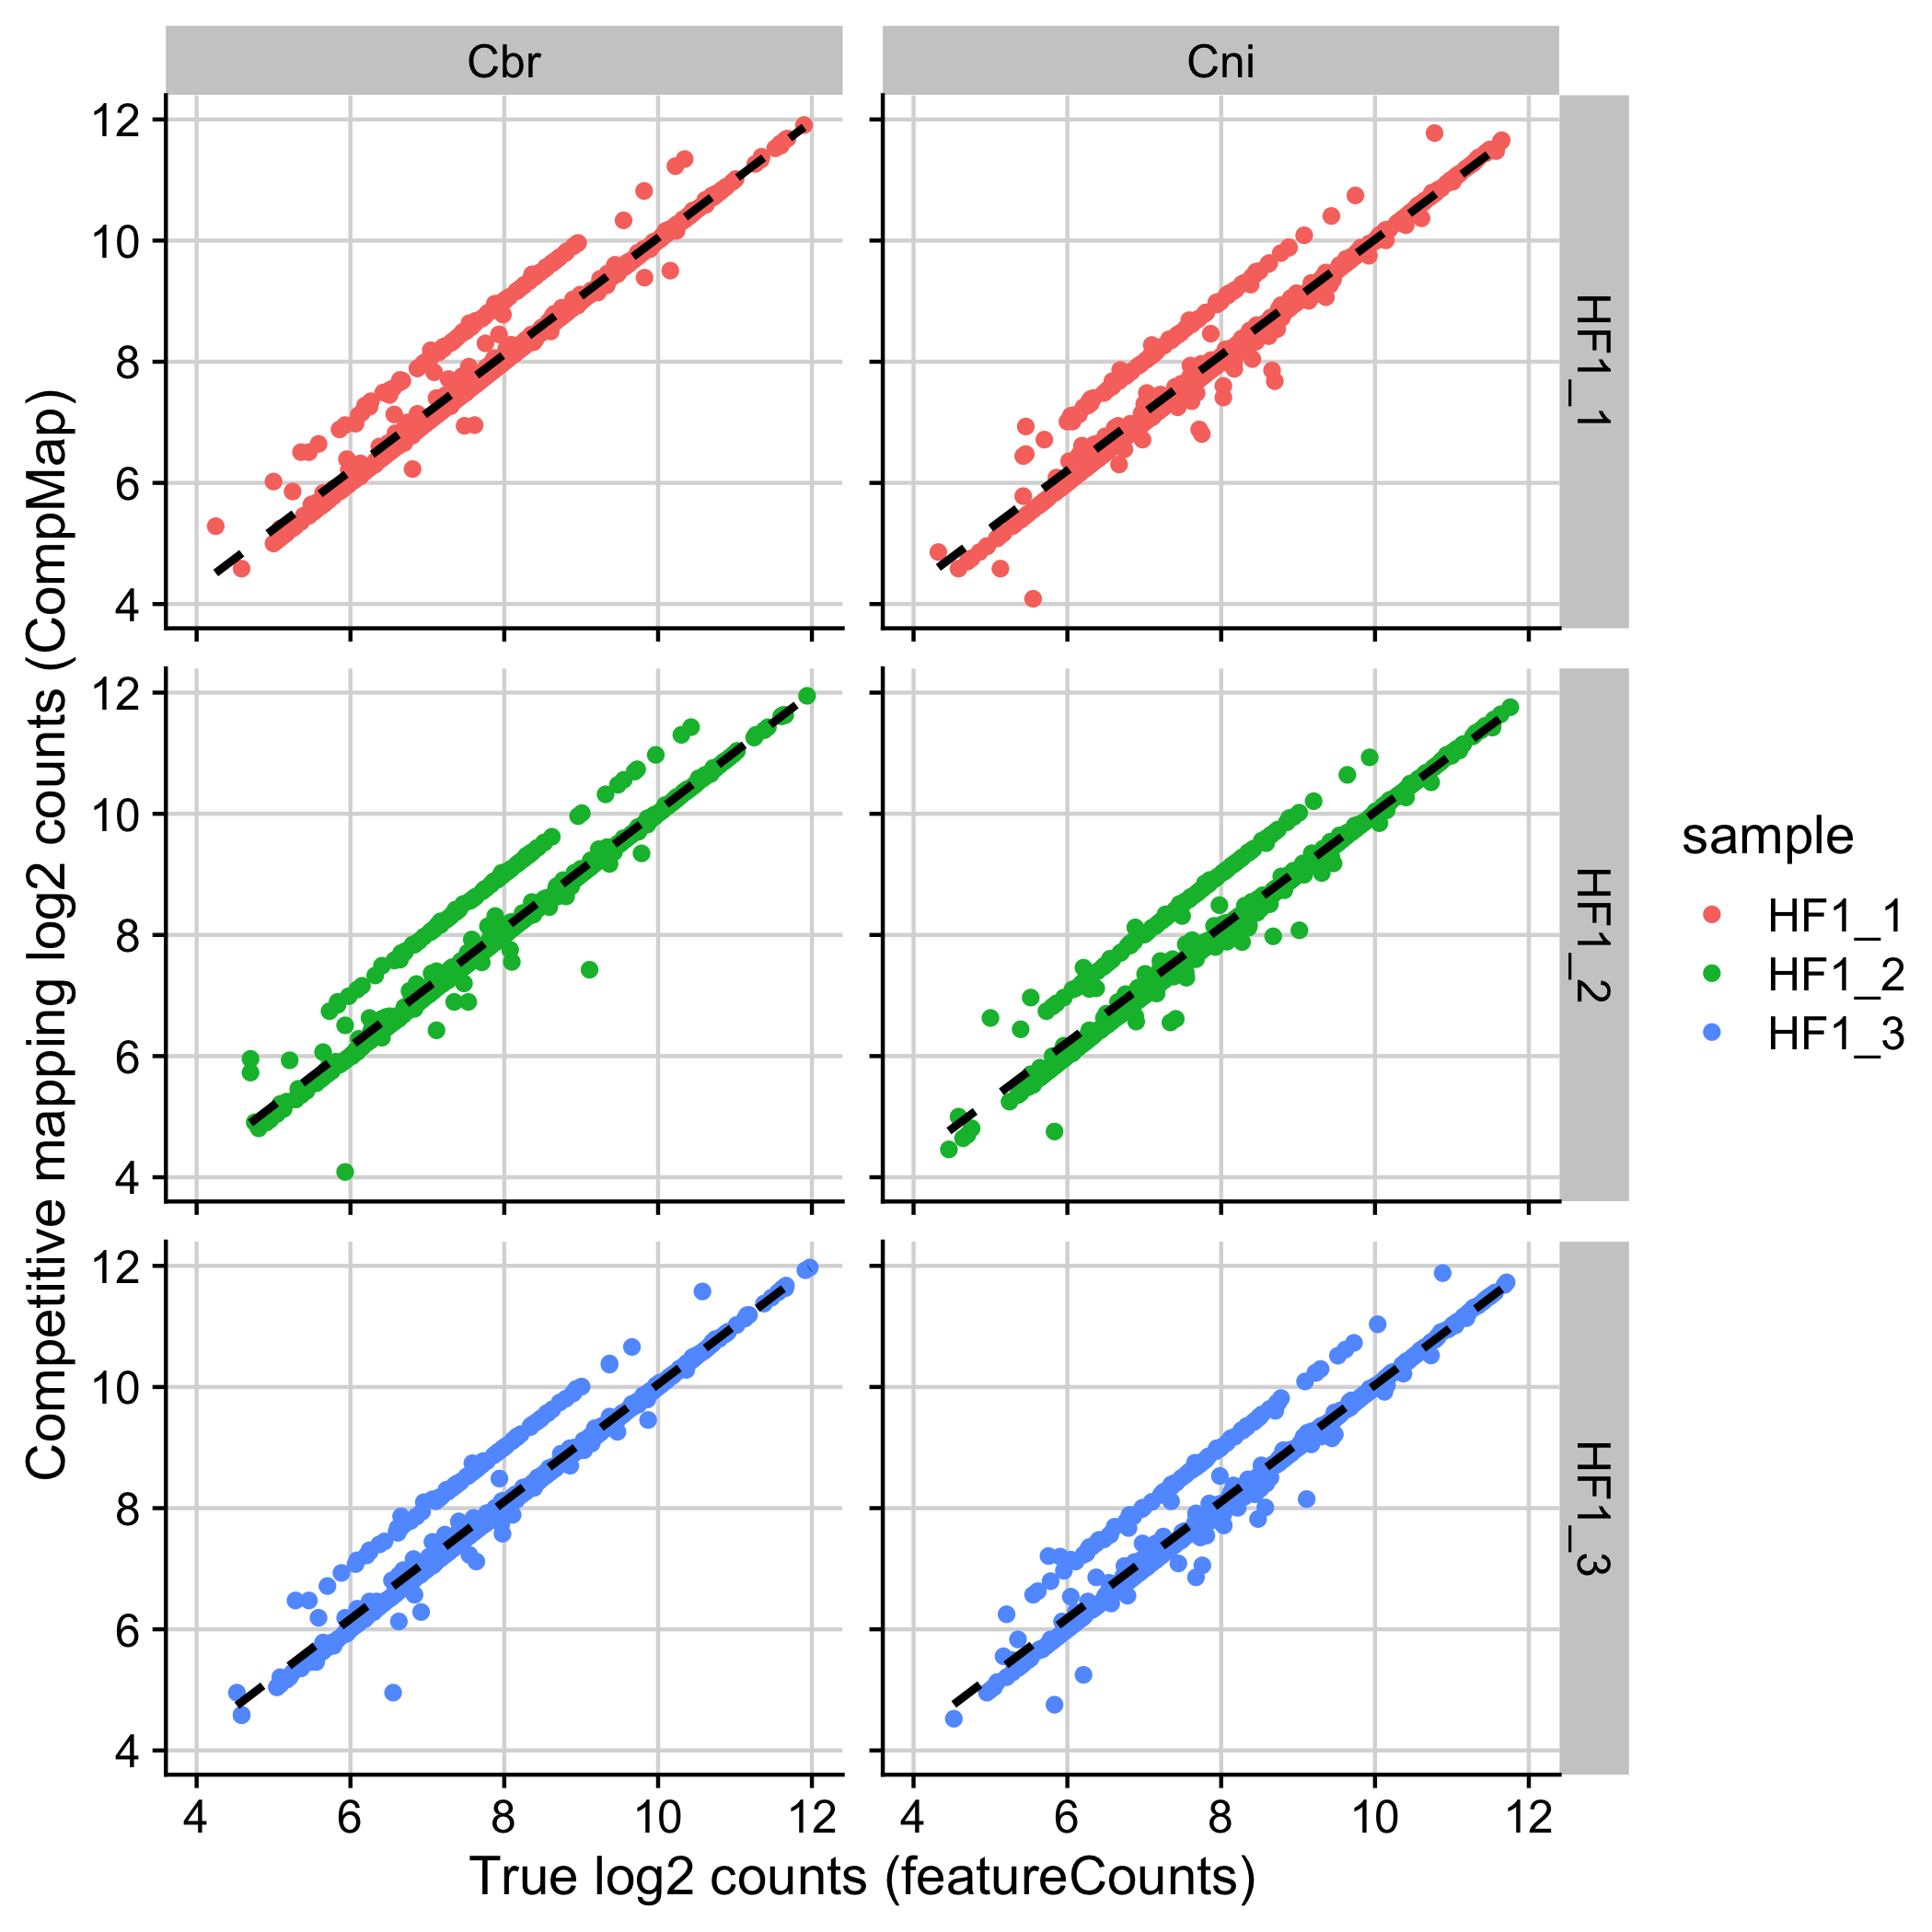 Cbr
Cni
Competitive mapping log2 counts (CompMap)
12
10
8
6
4
HF1_1
12
10
8
6
4
HF1_2
12
10
8
6
4
HF1_3
4 6 8 10 12
4 6 8 10 12
True log2 counts (featureCounts)
sample
HF1_1
HF1_2
HF1_3